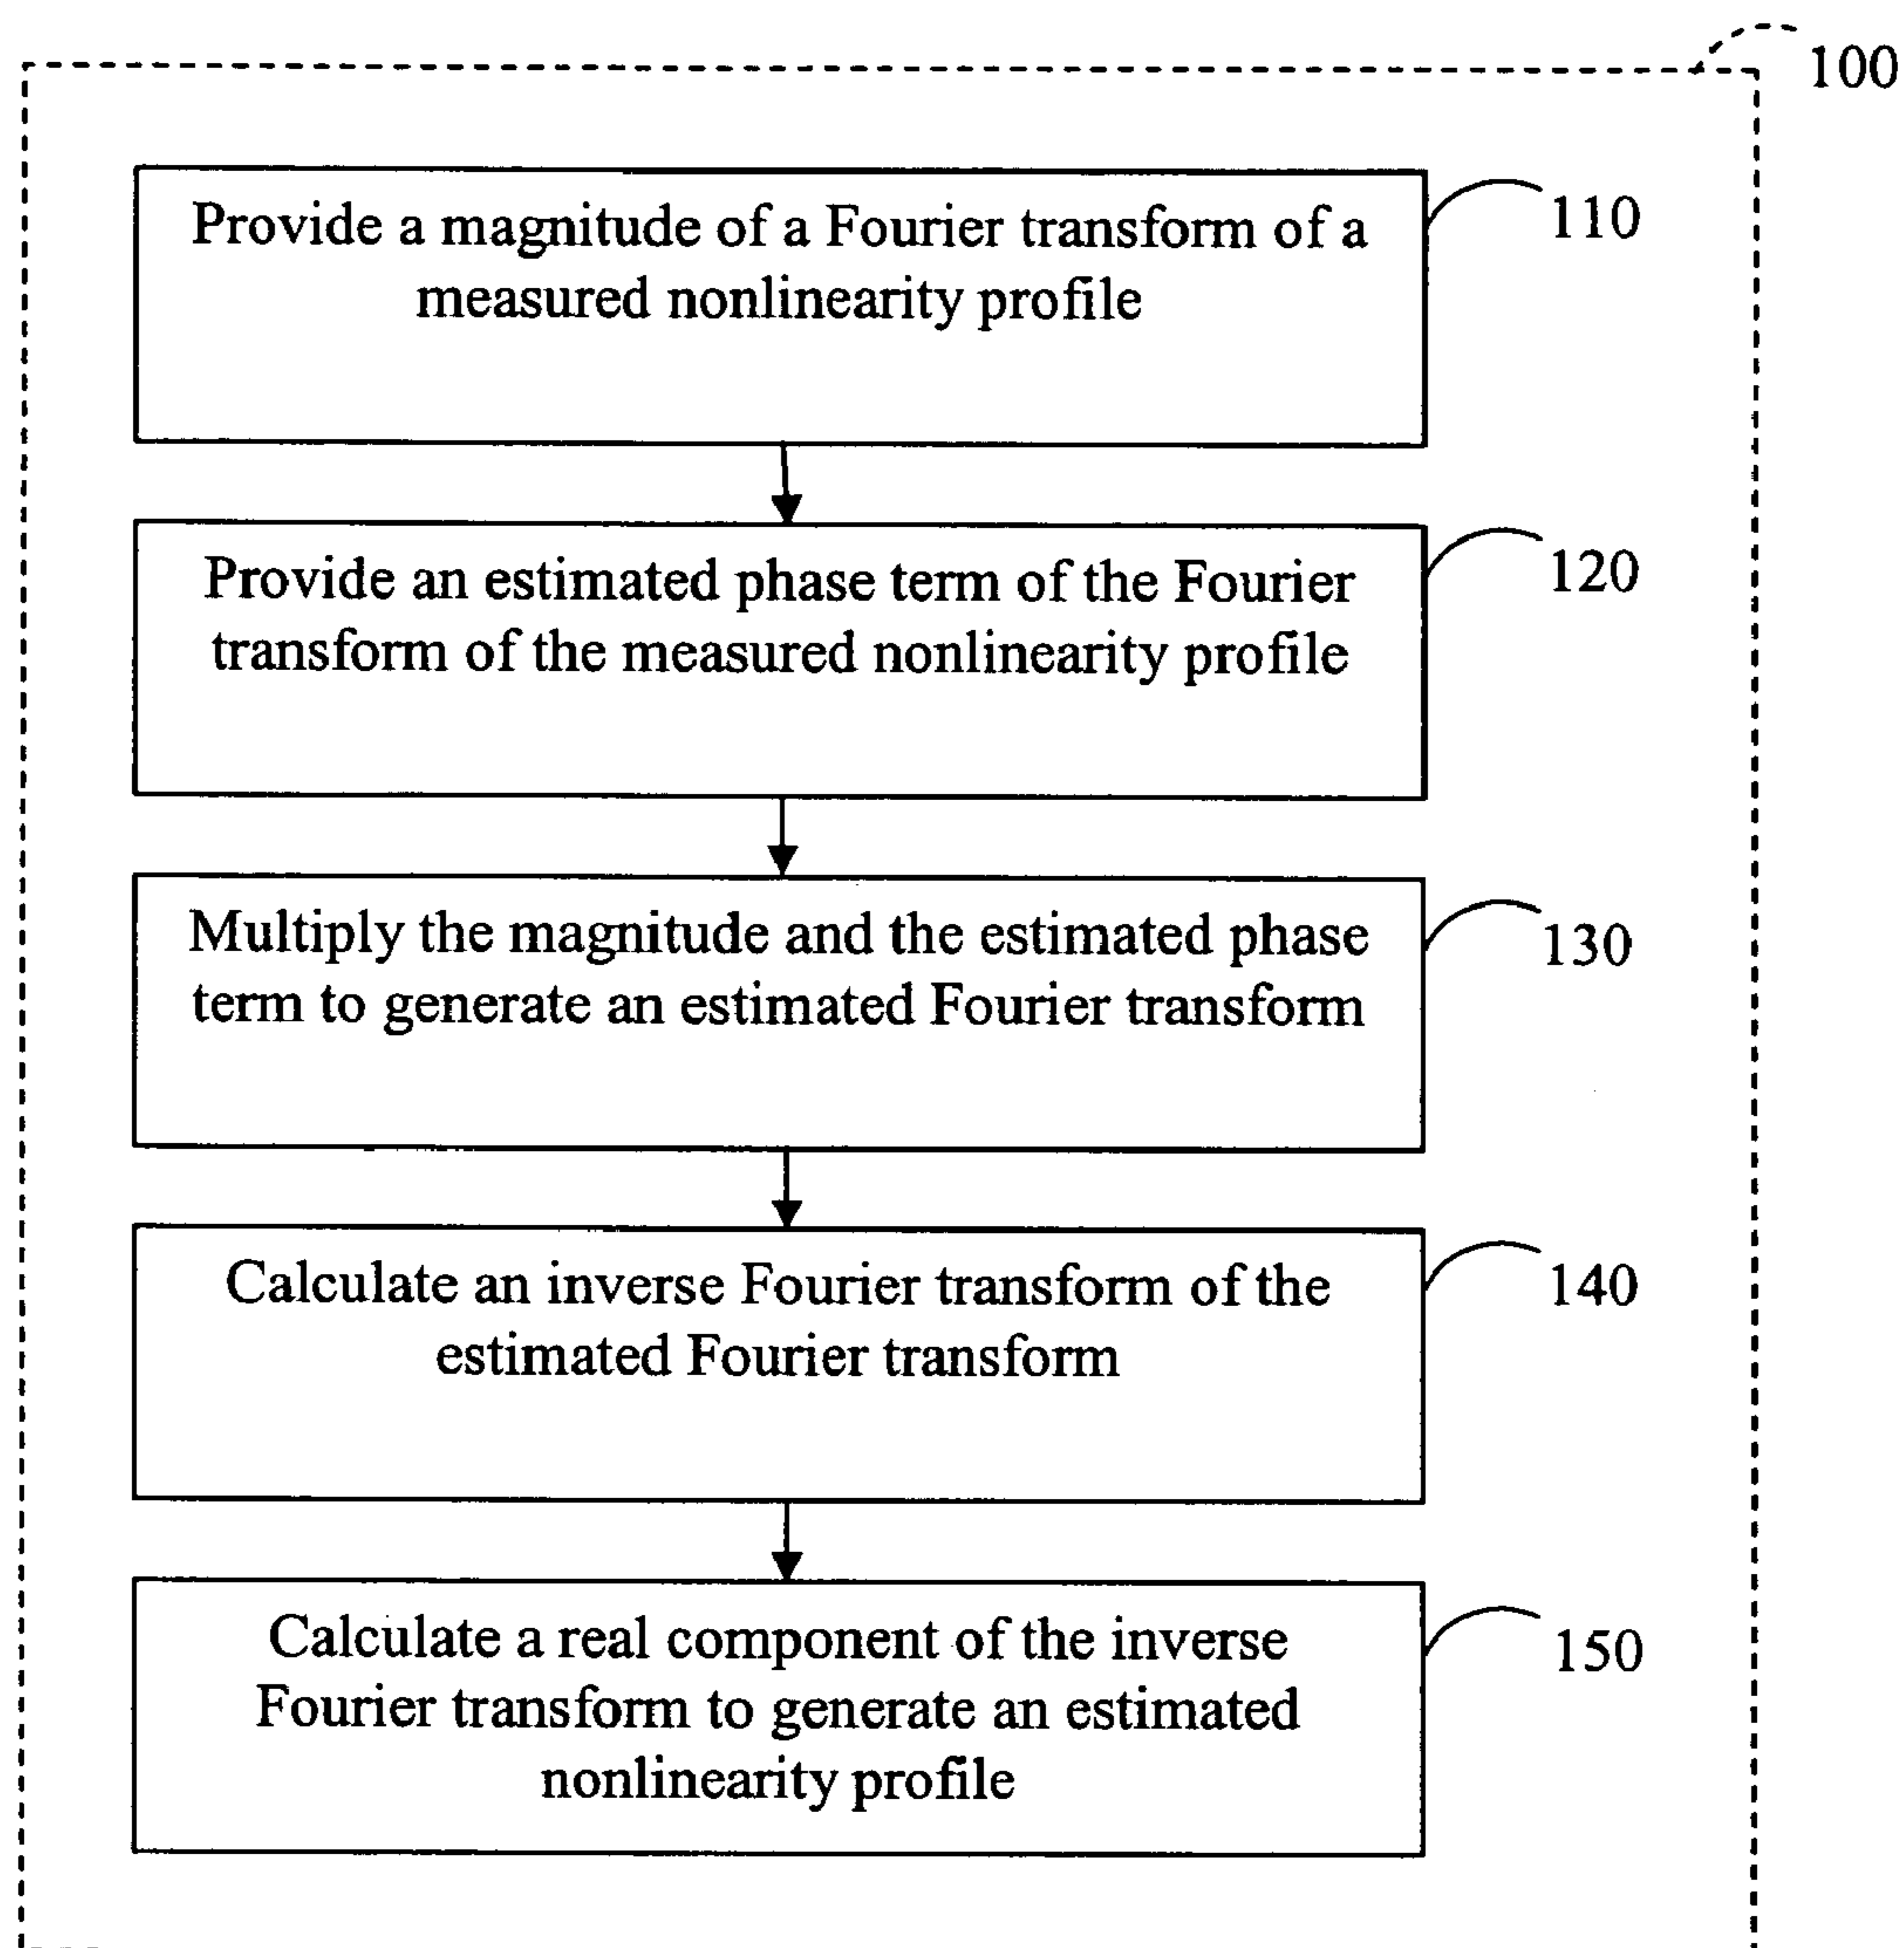 100
Provide a magnitude of a Fourier transform of a
measured nonlinearity profile
110
Provide an estimated phase term of the Fourier
transform of the measured nonlinearity profile
120
Multiply the magnitude and the estimated phase
term to generate an estimated Fourier transform
130
Calculate an inverse Fourier transform of the
estimated Fourier transform
140
Calculate a real component of the inverse
Fourier transform to generate an estimated
nonlinearity profile
150